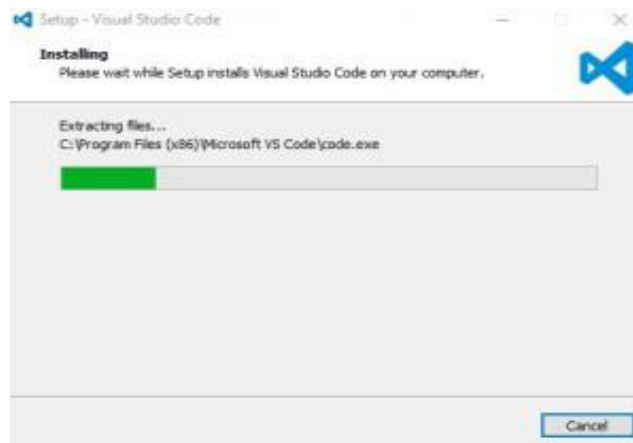 Setup - Visual Studio Code
Installing
Please wait while Setup installs Visual Studio Code on your computer.
Extracting files...
C:\Program Files (x86)\Microsoft VS Code\code.exe
Cancel